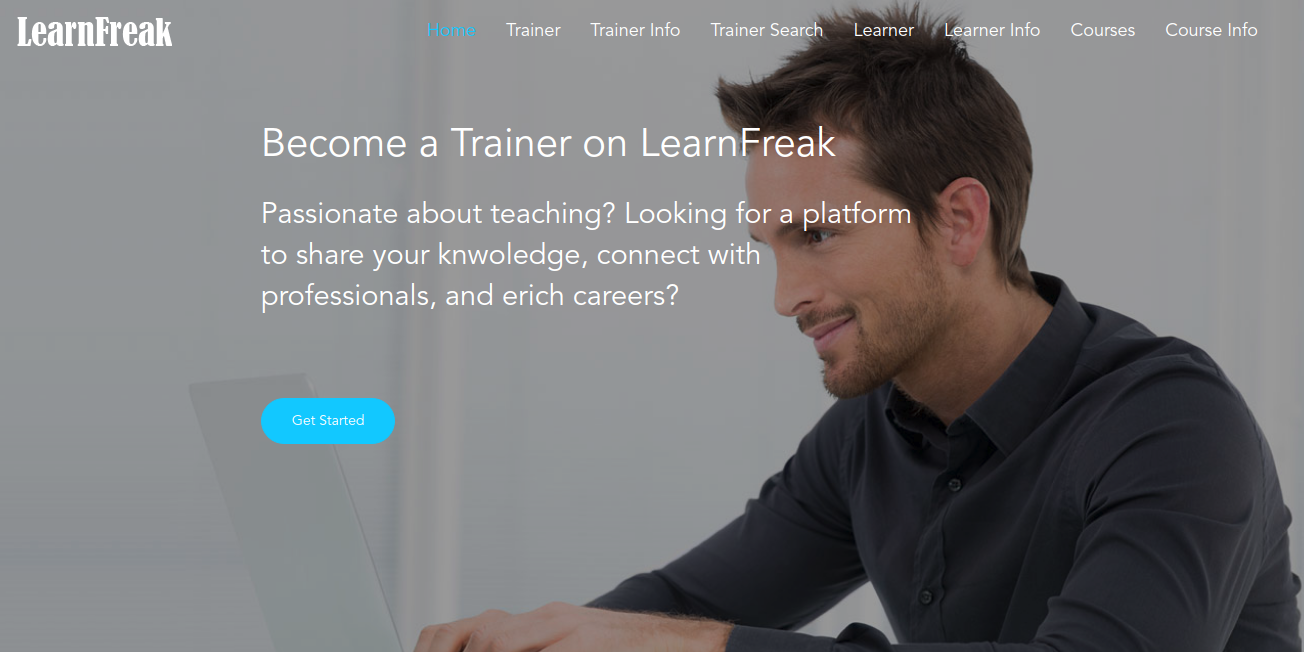 LearnFreak
Home Trainer Trainer Info Trainer Search Learner Learner Info Courses Course Info
Become a Trainer on LearnFreak
Passionate about teaching? Looking for a platform
to share your knwoledge, connect with
professionals, and erich careers?
Get Started